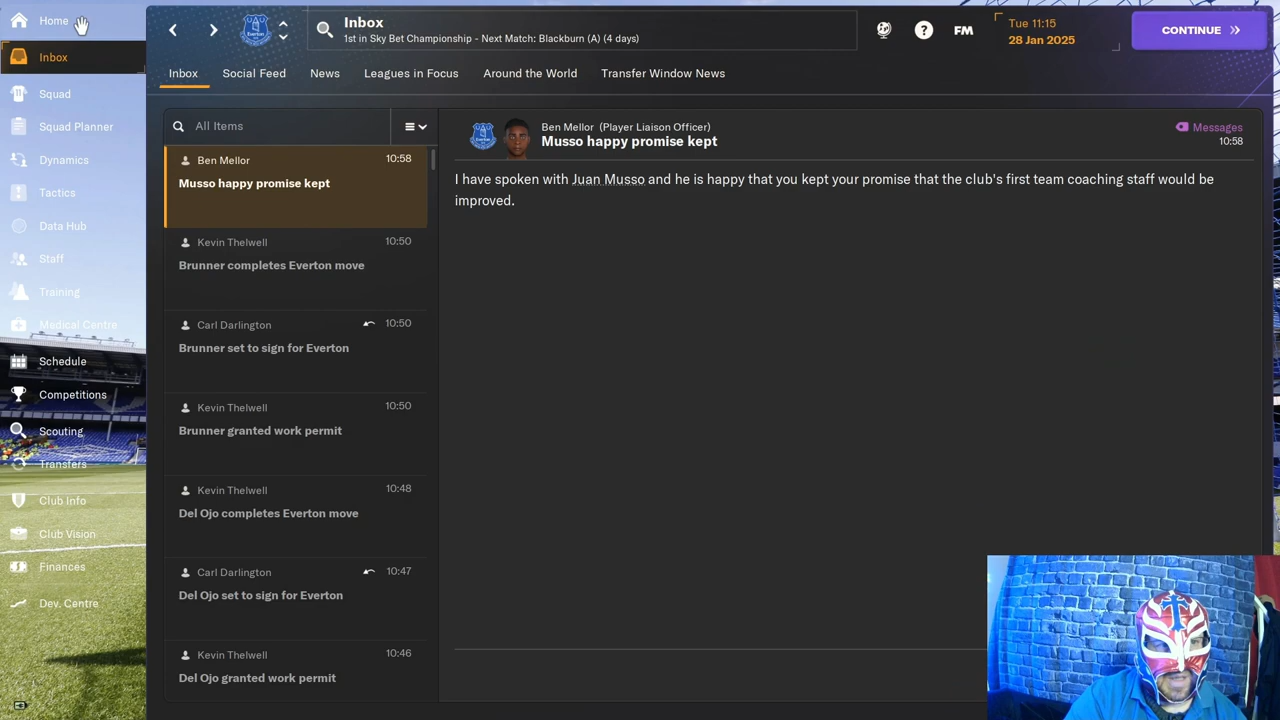 Home
Inbox
Squad
Squad Planner
Dynamics
Tactics
Data Hub
Staff
Training
Medical Centre
Schedule
Competitions
Scouting
Transfers
Club Info
Club Vision
Finances
Dev. Centre
Inbox
1st in Sky Bet Championship - Next Match: Blackburn (A) (4 days)
FM
Tue 11:15
28 Jan 2025
CONTINUE
Inbox Social Feed News Leagues in Focus Around the World Transfer Window News
All Items
Ben Mellor 10:58
Musso happy promise kept
Kevin Thelwell 10:50
Brunner completes Everton move
Carl Darlington 10:50
Brunner set to sign for Everton
Kevin Thelwell 10:50
Brunner granted work permit
Kevin Thelwell 10:48
Del Ojo completes Everton move
Carl Darlington 10:47
Del Ojo set to sign for Everton
Kevin Thelwell 10:46
Del Ojo granted work permit
Ben Mellor (Player Liaison Officer)
Musso happy promise kept
Messages
10:58
I have spoken with Juan Musso and he is happy that you kept your promise that the club's first team coaching staff would be
improved.